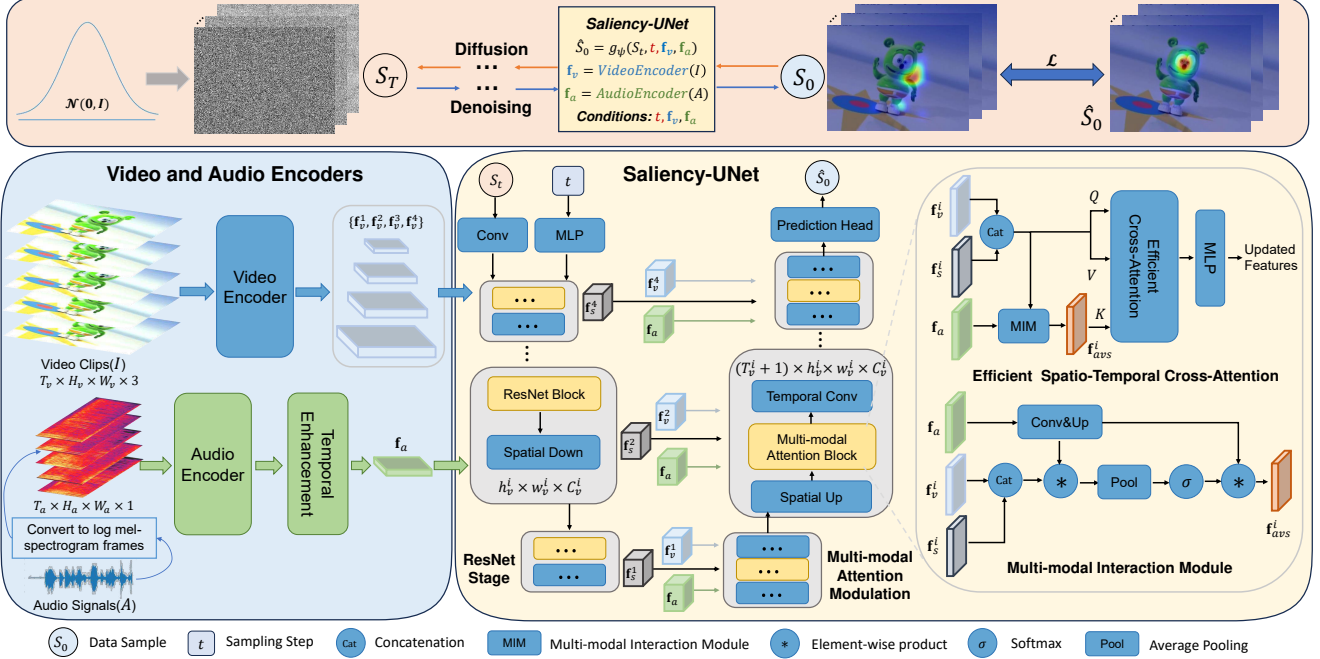 𝒩(𝟎, 𝑰)
S_T
Diffusion
...
...
Denoising
Saliency-UNet
Ŝ_0 = g_ψ(S_t, t, f_v, f_a)
f_v = VideoEncoder(I)
f_a = AudioEncoder(A)
Conditions: t, f_v, f_a
S_0
ℒ
Ŝ_0
Video and Audio Encoders
Video Clips(I)
T_v × H_v × W_v × 3
Video
Encoder
{f_v^1, f_v^2, f_v^3, f_v^4}
T_a × H_a × W_a × 1
Convert to log mel-
spectrogram frames
Audio Signals(A)
Audio
Encoder
Temporal
Enhancement
f_a
Saliency-UNet
S_t
t
Conv
MLP
...
...
f_s^4
f_v^4
f_a
Ŝ_0
Prediction Head
...
...
...
...
...
ResNet Block
Spatial Down
h_v^i × w_v^i × C_v^i
f_s^2
f_v^2
f_a
(T_v^i + 1) × h_v^i × w_v^i × C_v^i
Temporal Conv
Multi-modal
Attention Block
Spatial Up
ResNet
Stage
...
...
f_s^1
f_v^1
f_a
...
...
...
Multi-modal
Attention
Modulation
f_v^i
f_s^i
f_a
Cat
MIM
Q
V
K
f_avs^i
Efficient
Cross-Attention
MLP
Updated
Features
Efficient Spatio-Temporal Cross-Attention
f_a
Conv&Up
f_v^i
f_s^i
Cat
*
Pool
σ
*
f_avs^i
Multi-modal Interaction Module
S_0 Data Sample
t Sampling Step
Cat Concatenation
MIM Multi-modal Interaction Module
* Element-wise product
σ Softmax
Pool Average Pooling